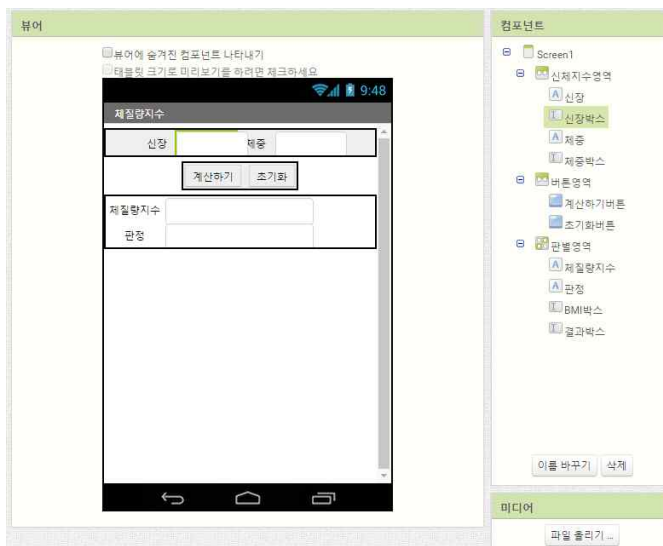 뷰어
뷰어에 숨겨진 컴포넌트 나타내기
태블릿 크기로 미리보기를 하려면 체크하세요
9:48
체질량지수
신장 체중
계산하기 초기화
체질량지수
판정
컴포넌트
Screen1
신체지수영역
신장
신장박스
체중
체중박스
버튼영역
계산하기버튼
초기화버튼
판별영역
체질량지수
판정
BMI박스
결과박스
이름 바꾸기 삭제
미디어
파일 올리기 ...